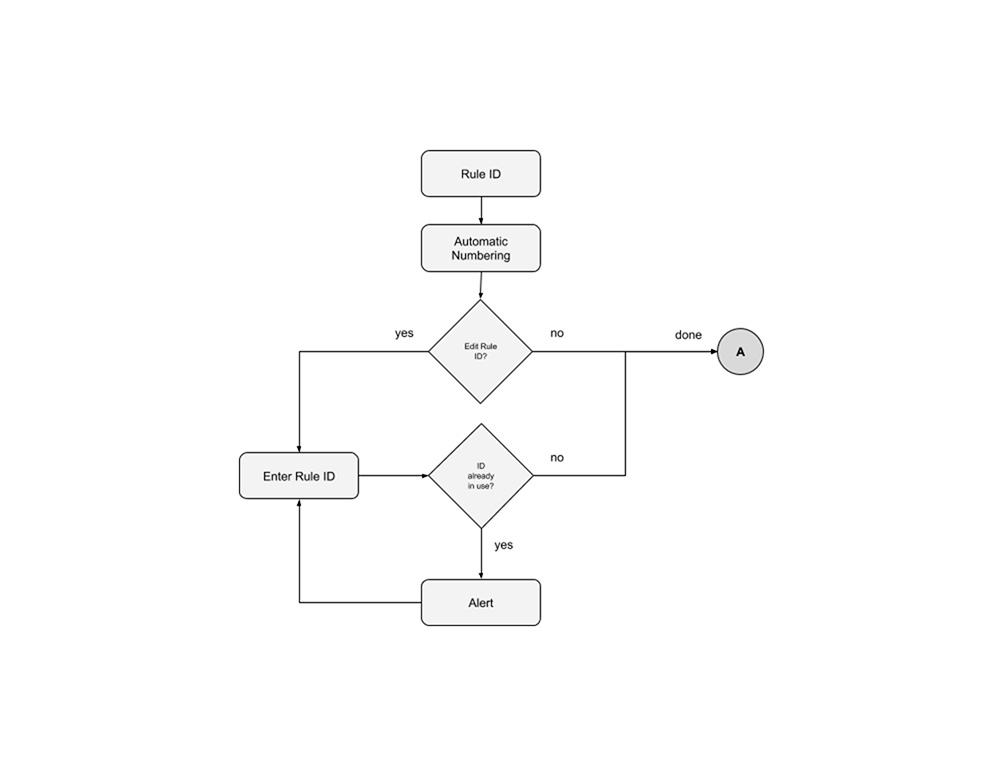 Rule ID
Automatic
Numbering
yes
Edit Rule
ID?
no
done
A
Enter Rule ID
ID
already
in use?
no
yes
Alert